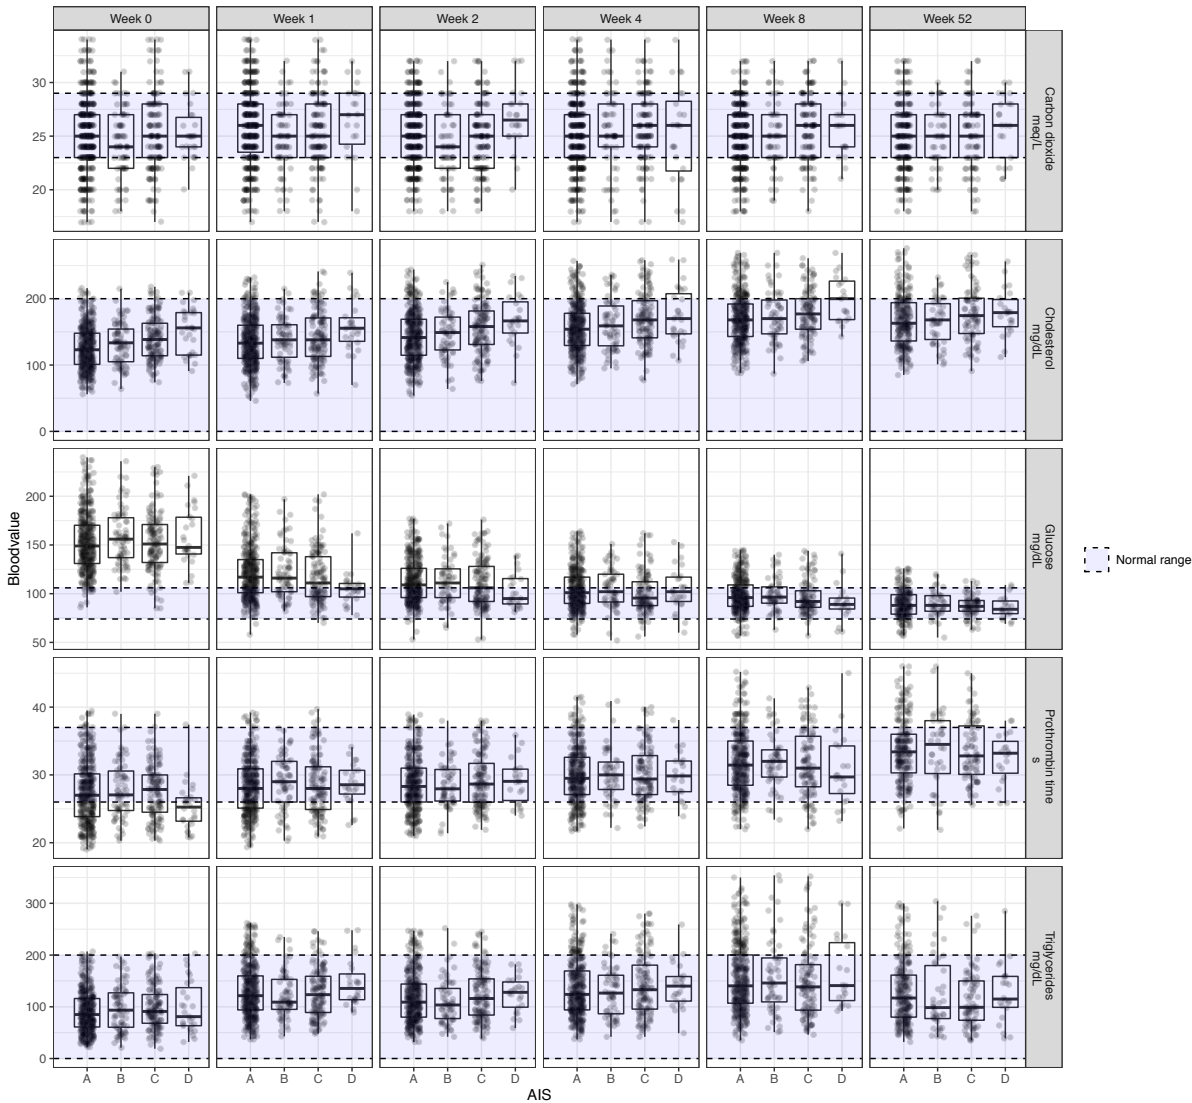 Week 0 Week 1 Week 2 Week 4 Week 8 Week 52
30
25
20
Carbon dioxide
meq/L
200
100
0
Cholesterol
mg/dL
200
150
100
50
Glucose
mg/dL
Bloodvalue
Normal range
40
30
20
Prothrombin time
s
300
200
100
0
Triglycerides
mg/dL
A B C D A B C D A B C D A B C D A B C D A B C D
AIS